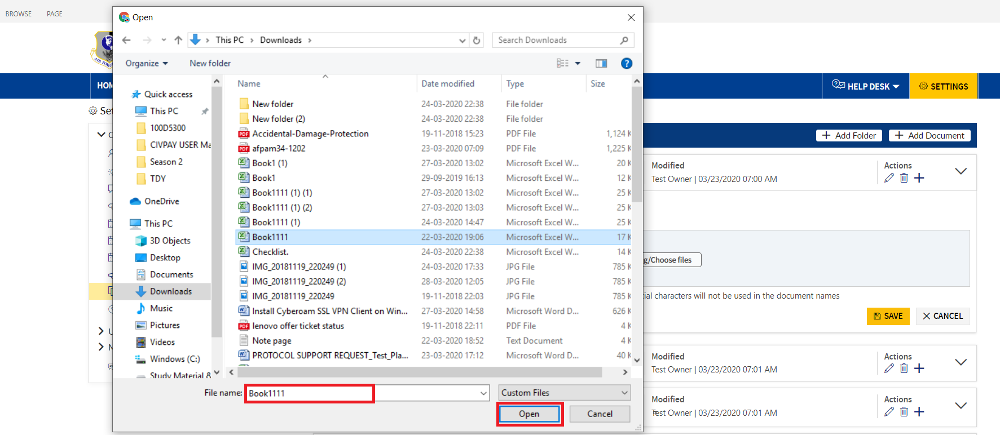 BROWSE PAGE
Open
This PC Downloads
Search Downloads
Organize New folder
AIR FORC
HOM
HELP DESK SETTINGS
Set
Add Folder Add Document
Quick access
This PC
100D5300
CIVPAY USER Ma
Season 2
TDY
OneDrive
This PC
3D Objects
Desktop
Documents
Downloads
Music
Pictures
Videos
Windows (C:)
Study Material &
Name Date modified Type Size
New folder 24-03-2020 22:38 File folder
New folder (2) 24-03-2020 22:38 File folder
PDF Accidental-Damage-Protection 19-11-2018 15:23 PDF File 1,124 K
PDF afpam34-1202 23-03-2020 07:09 PDF File 1,225 K
Book1 (1) 27-03-2020 13:02 Microsoft Excel W... 20 K
Book1 29-09-2019 16:13 Microsoft Excel W... 12 K
Book1111 (1) (1) 27-03-2020 13:02 Microsoft Excel W... 25 K
Book1111 (1) (2) 27-03-2020 13:03 Microsoft Excel W... 25 K
Book1111 (1) 24-03-2020 14:47 Microsoft Excel W... 25 K
Book1111 22-03-2020 19:06 Microsoft Excel W... 17 K
Checklist. 24-03-2020 22:38 Microsoft Excel W... 14 K
IMG_20181119_220249 (1) 24-03-2020 17:33 JPG File 785 K
IMG_20181119_220249 (2) 28-03-2020 12:05 JPG File 785 K
IMG_20181119_220249 19-11-2018 22:03 JPG File 785 K
Install Cyberoam SSL VPN Client on Win... 27-03-2020 14:58 Microsoft Word D... 626 K
PDF lenovo offer ticket status 19-11-2018 22:11 PDF File 4 K
Note page 22-03-2020 18:52 Text Document 4 K
PROTOCOL SUPPORT REQUEST_Test_Pla... 23-03-2020 17:12 Microsoft Word D... 40 K
File name: Book1111 Custom Files
Open Cancel
Modified Actions
Test Owner | 03/23/2020 07:00 AM
g/Choose files
ial characters will not be used in the document names
SAVE CANCEL
Modified Actions
Test Owner | 03/23/2020 07:01 AM
Modified Actions
Test Owner | 03/23/2020 07:01 AM